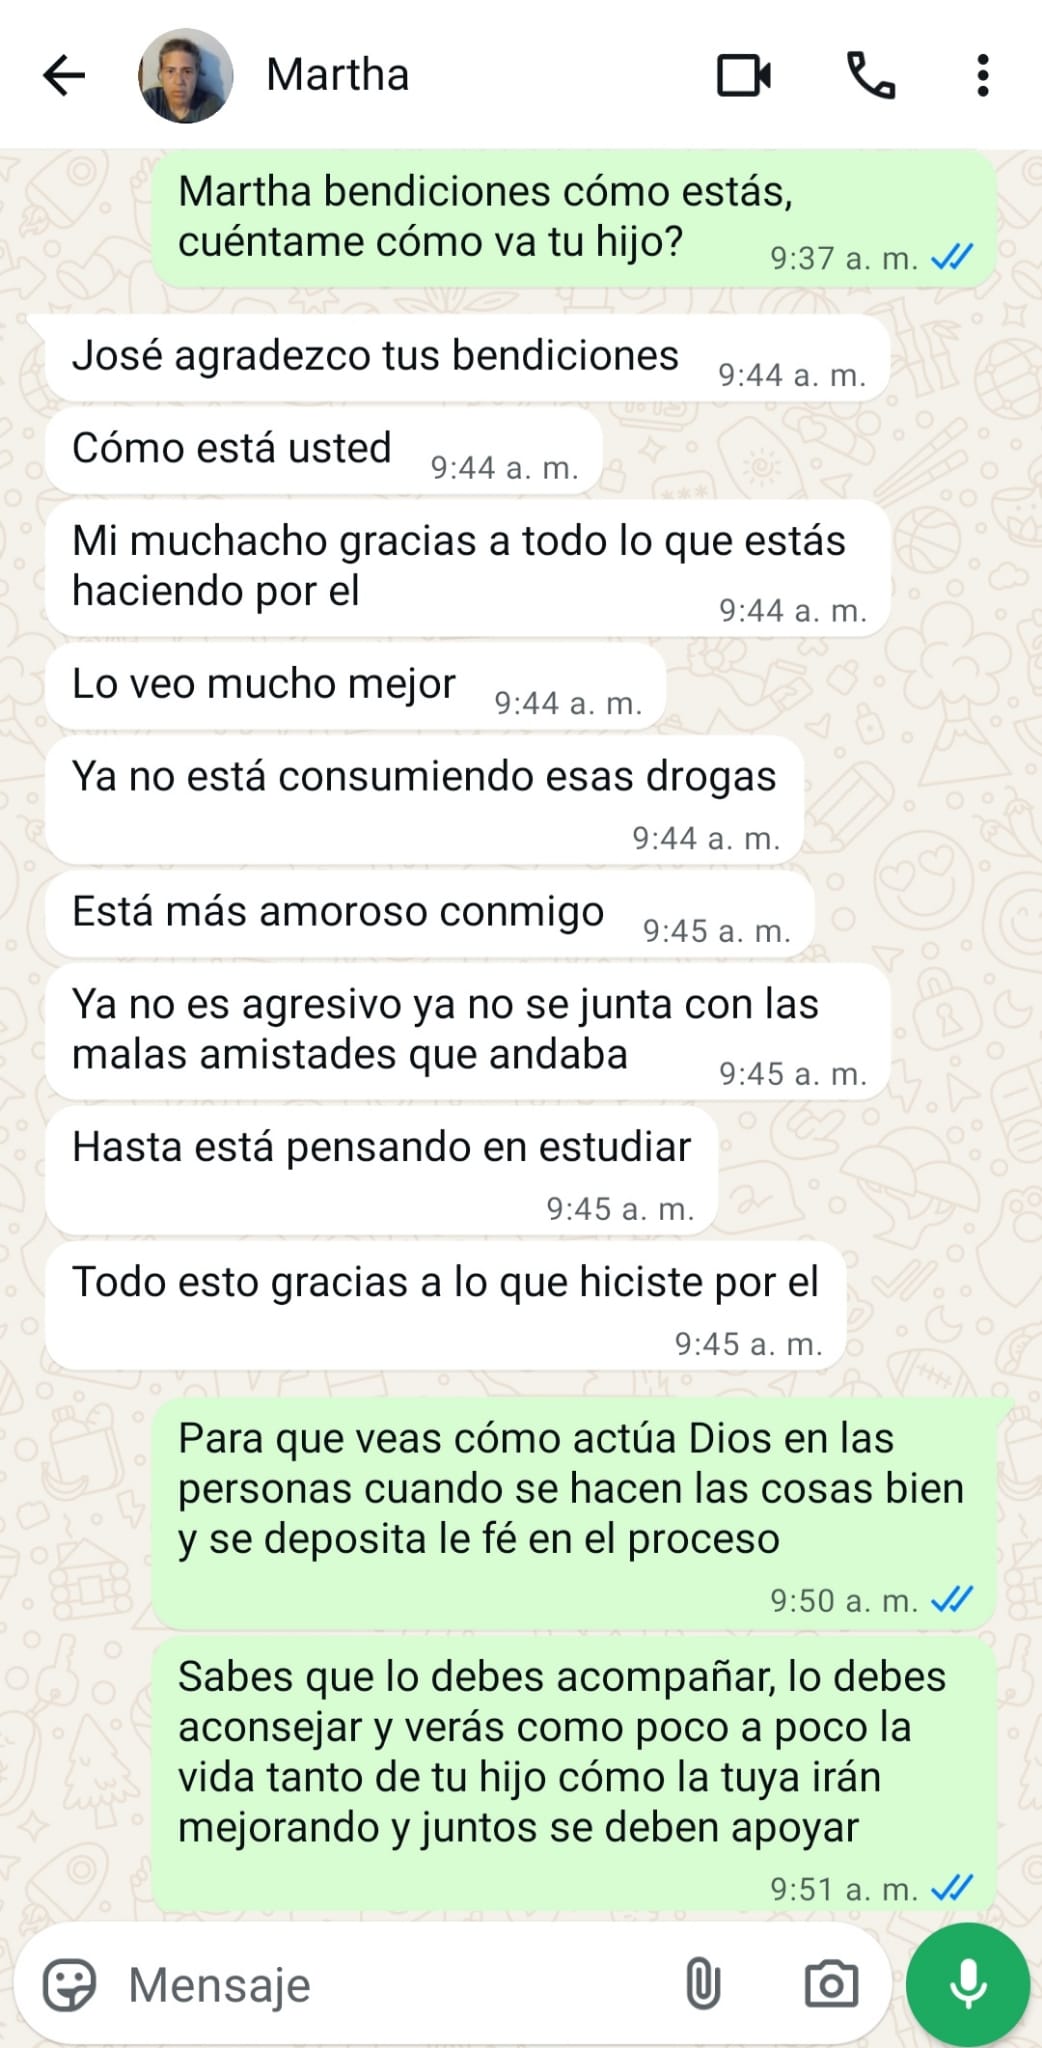 Martha
Martha bendiciones cómo estás,
cuéntame cómo va tu hijo?
9:37 a. m.
José agradezco tus bendiciones
9:44 a. m.
Cómo está usted
9:44 a. m.
Mi muchacho gracias a todo lo que estás
haciendo por el
9:44 a. m.
Lo veo mucho mejor
9:44 a. m.
Ya no está consumiendo esas drogas
9:44 a. m.
Está más amoroso conmigo
9:45 a. m.
Ya no es agresivo ya no se junta con las
malas amistades que andaba
9:45 a. m.
Hasta está pensando en estudiar
9:45 a. m.
Todo esto gracias a lo que hiciste por el
9:45 a. m.
Para que veas cómo actúa Dios en las
personas cuando se hacen las cosas bien
y se deposita le fé en el proceso
9:50 a. m.
Sabes que lo debes acompañar, lo debes
aconsejar y verás como poco a poco la
vida tanto de tu hijo cómo la tuya irán
mejorando y juntos se deben apoyar
9:51 a. m.
Mensaje